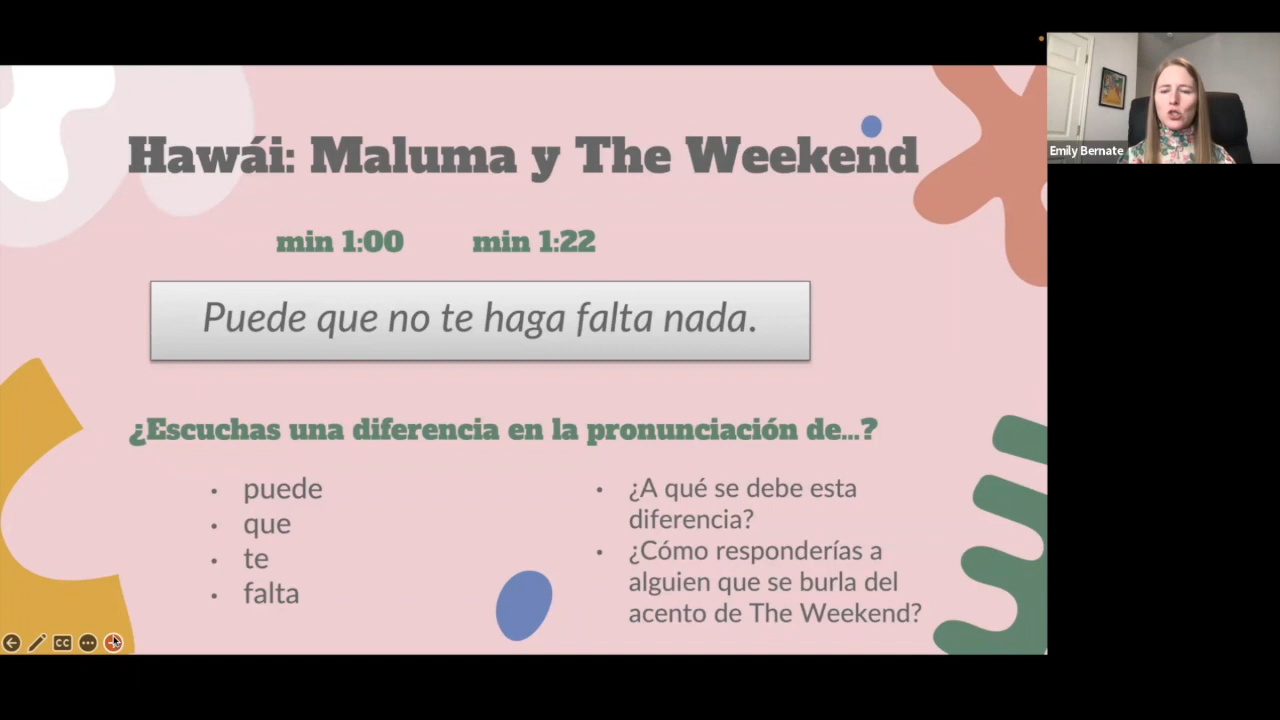 Hawái: Maluma y The Weekend
min 1:00 min 1:22
Puede que no te haga falta nada.
¿Escuchas una diferencia en la pronunciación de...?
• puede
• que
• te
• falta
• ¿A qué se debe esta
diferencia?
• ¿Cómo responderías a
alguien que se burla del
acento de The Weekend?
Emily Bernate
CC